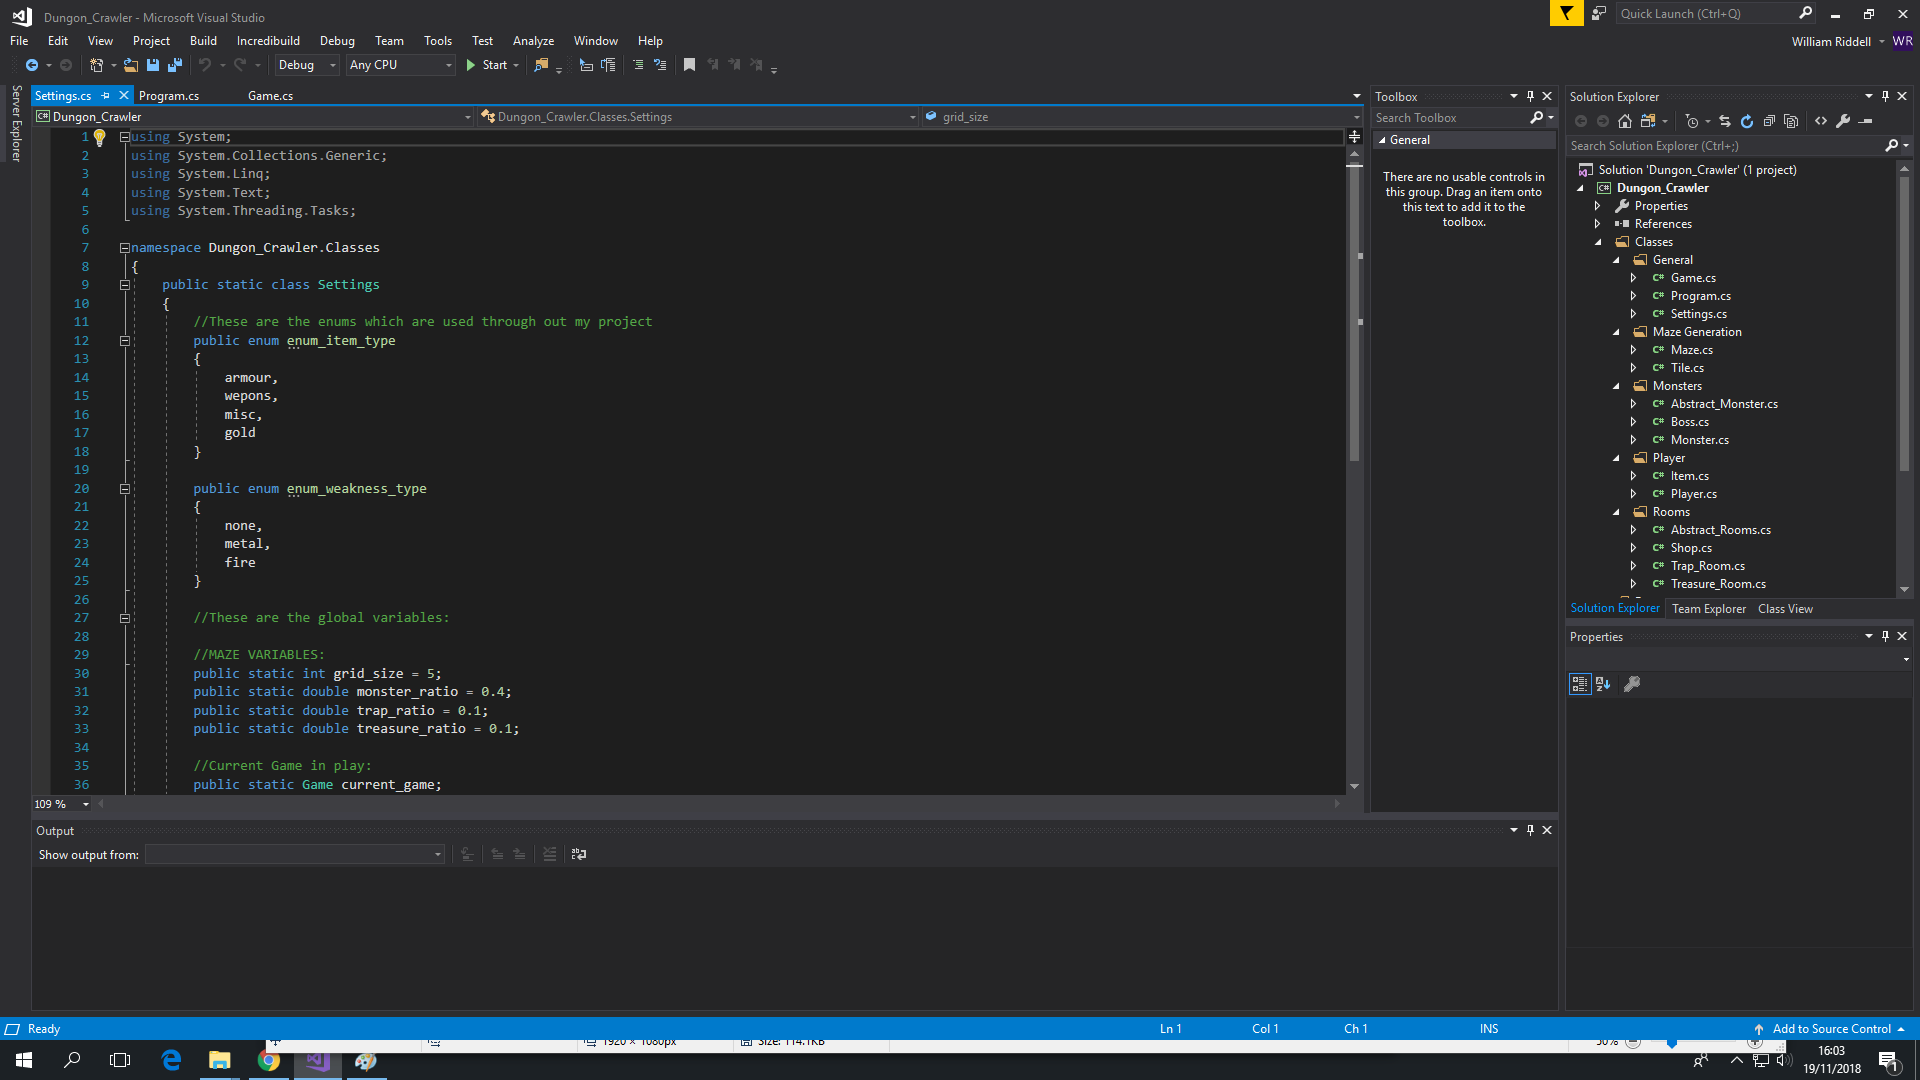 Dungon_Crawler - Microsoft Visual Studio
Quick Launch (Ctrl+Q)
File Edit View Project Build Incredibuild Debug Team Tools Test Analyze Window Help
William Riddell WR
Debug Any CPU Start
Server Explorer
Settings.cs Program.cs Game.cs
Dungon_Crawler Dungon_Crawler.Classes.Settings grid_size
1 using System;
2 using System.Collections.Generic;
3 using System.Linq;
4 using System.Text;
5 using System.Threading.Tasks;
6
7 namespace Dungon_Crawler.Classes
8 {
9 public static class Settings
10 {
11 //These are the enums which are used through out my project
12 public enum enum_item_type
13 {
14 armour,
15 wepons,
16 misc,
17 gold
18 }
19
20 public enum enum_weakness_type
21 {
22 none,
23 metal,
24 fire
25 }
26
27 //These are the global variables:
28
29 //MAZE VARIABLES:
30 public static int grid_size = 5;
31 public static double monster_ratio = 0.4;
32 public static double trap_ratio = 0.1;
33 public static double treasure_ratio = 0.1;
34
35 //Current Game in play:
36 public static Game current_game;
109 %
Toolbox
Search Toolbox
General
There are no usable controls in
this group. Drag an item onto
this text to add it to the
toolbox.
Solution Explorer
Search Solution Explorer (Ctrl+;)
Solution 'Dungon_Crawler' (1 project)
C# Dungon_Crawler
Properties
References
Classes
General
C# Game.cs
C# Program.cs
C# Settings.cs
Maze Generation
C# Maze.cs
C# Tile.cs
Monsters
C# Abstract_Monster.cs
C# Boss.cs
C# Monster.cs
Player
C# Item.cs
C# Player.cs
Rooms
C# Abstract_Rooms.cs
C# Shop.cs
C# Trap_Room.cs
C# Treasure_Room.cs
Solution Explorer Team Explorer Class View
Properties
Output
Show output from:
Ready Ln 1 Col 1 Ch 1 INS Add to Source Control
1920 × 1080px Size: 114.1KB 50%
16:03
19/11/2018
1